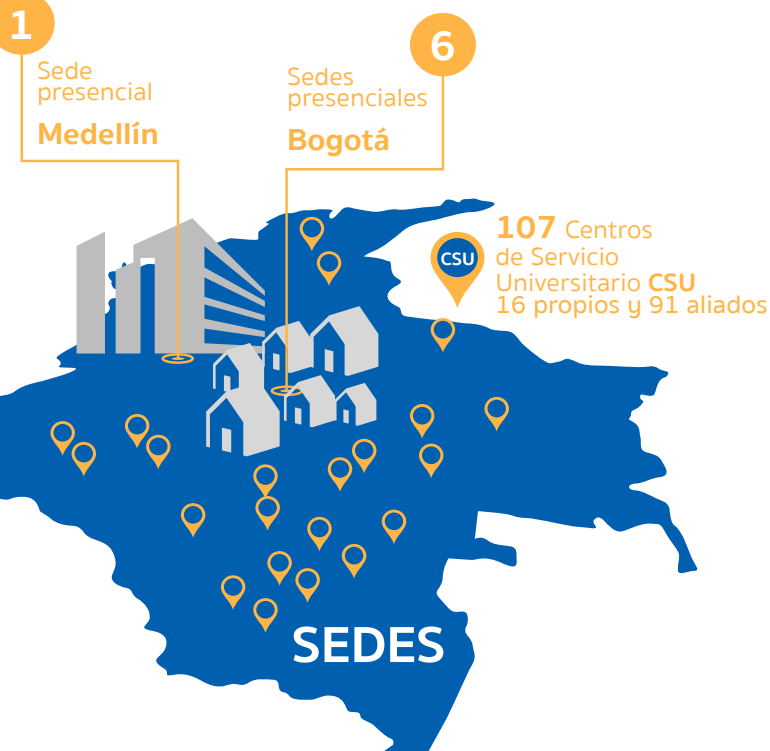 1
Sede
presencial
Medellín
6
Sedes
presenciales
Bogotá
CSU
107 Centros
de Servicio
Universitario CSU
16 propios y 91 aliados
SEDES